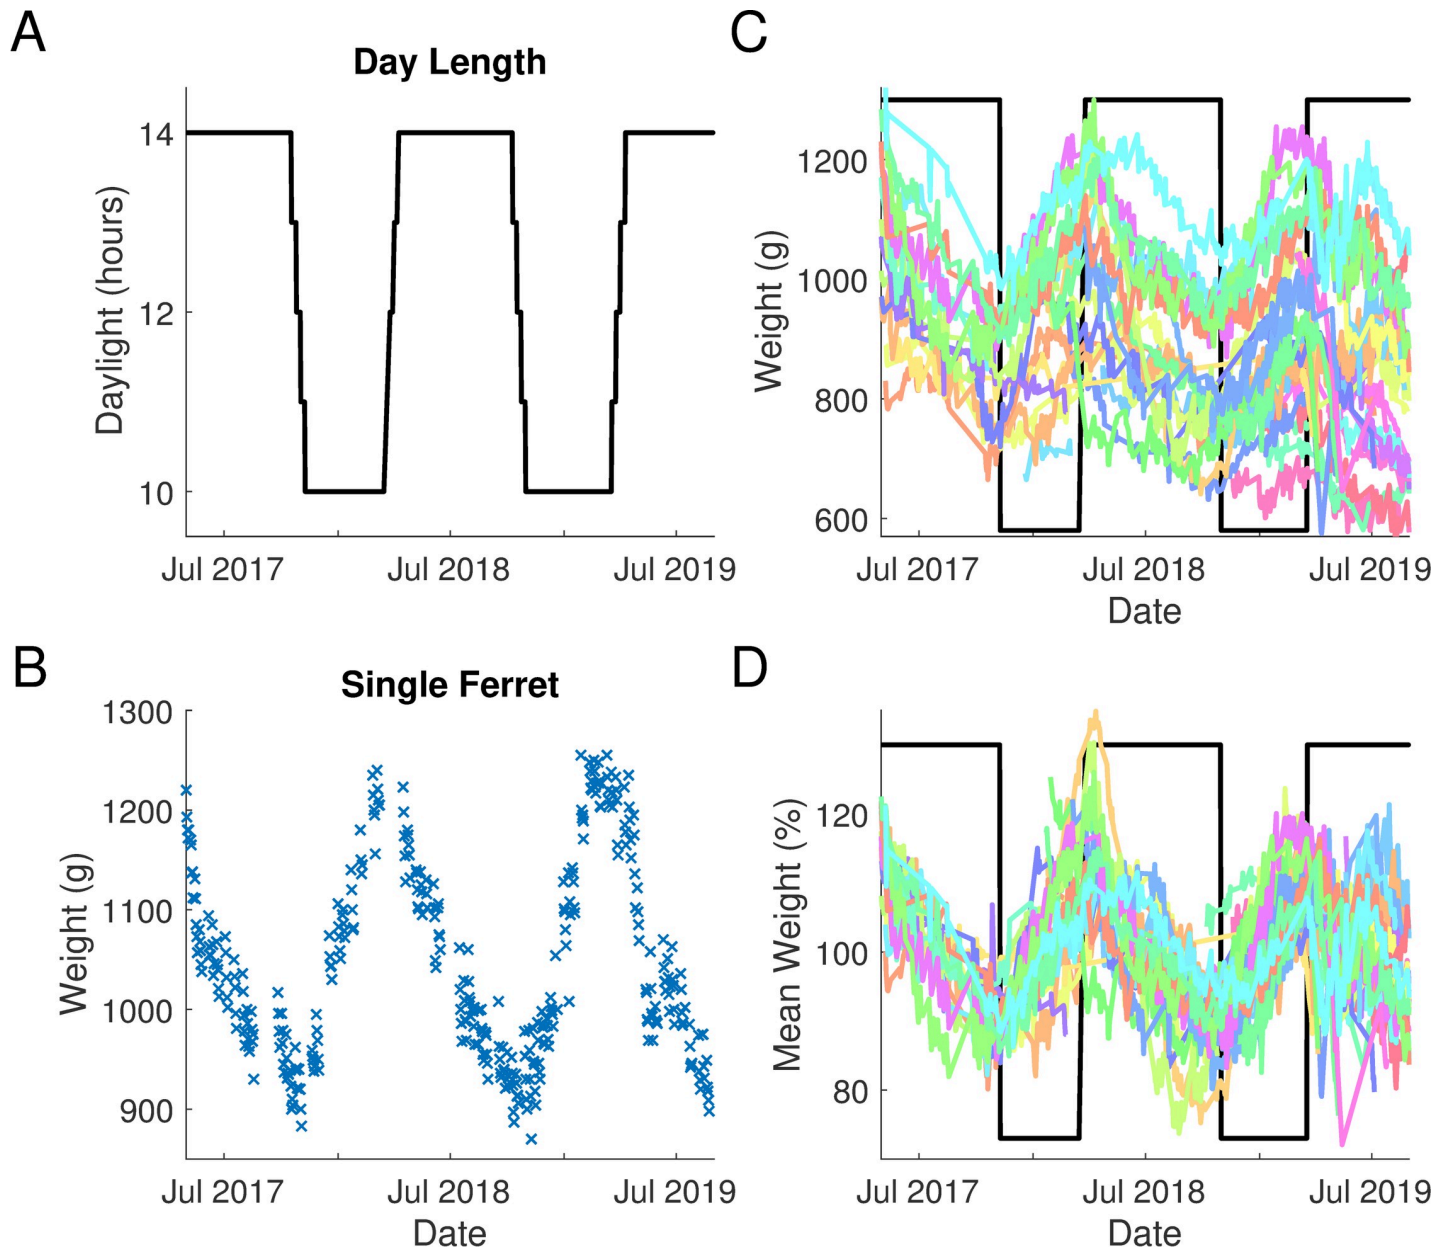 A
Day Length
Daylight (hours)
14
12
10
Jul 2017
Jul 2018
Jul 2019
C
Weight (g)
1200
1000
800
600
Jul 2017
Jul 2018
Jul 2019
Date
B
Single Ferret
Weight (g)
1300
1200
1100
1000
900
Jul 2017
Jul 2018
Jul 2019
Date
D
Mean Weight (%)
120
100
80
Jul 2017
Jul 2018
Jul 2019
Date